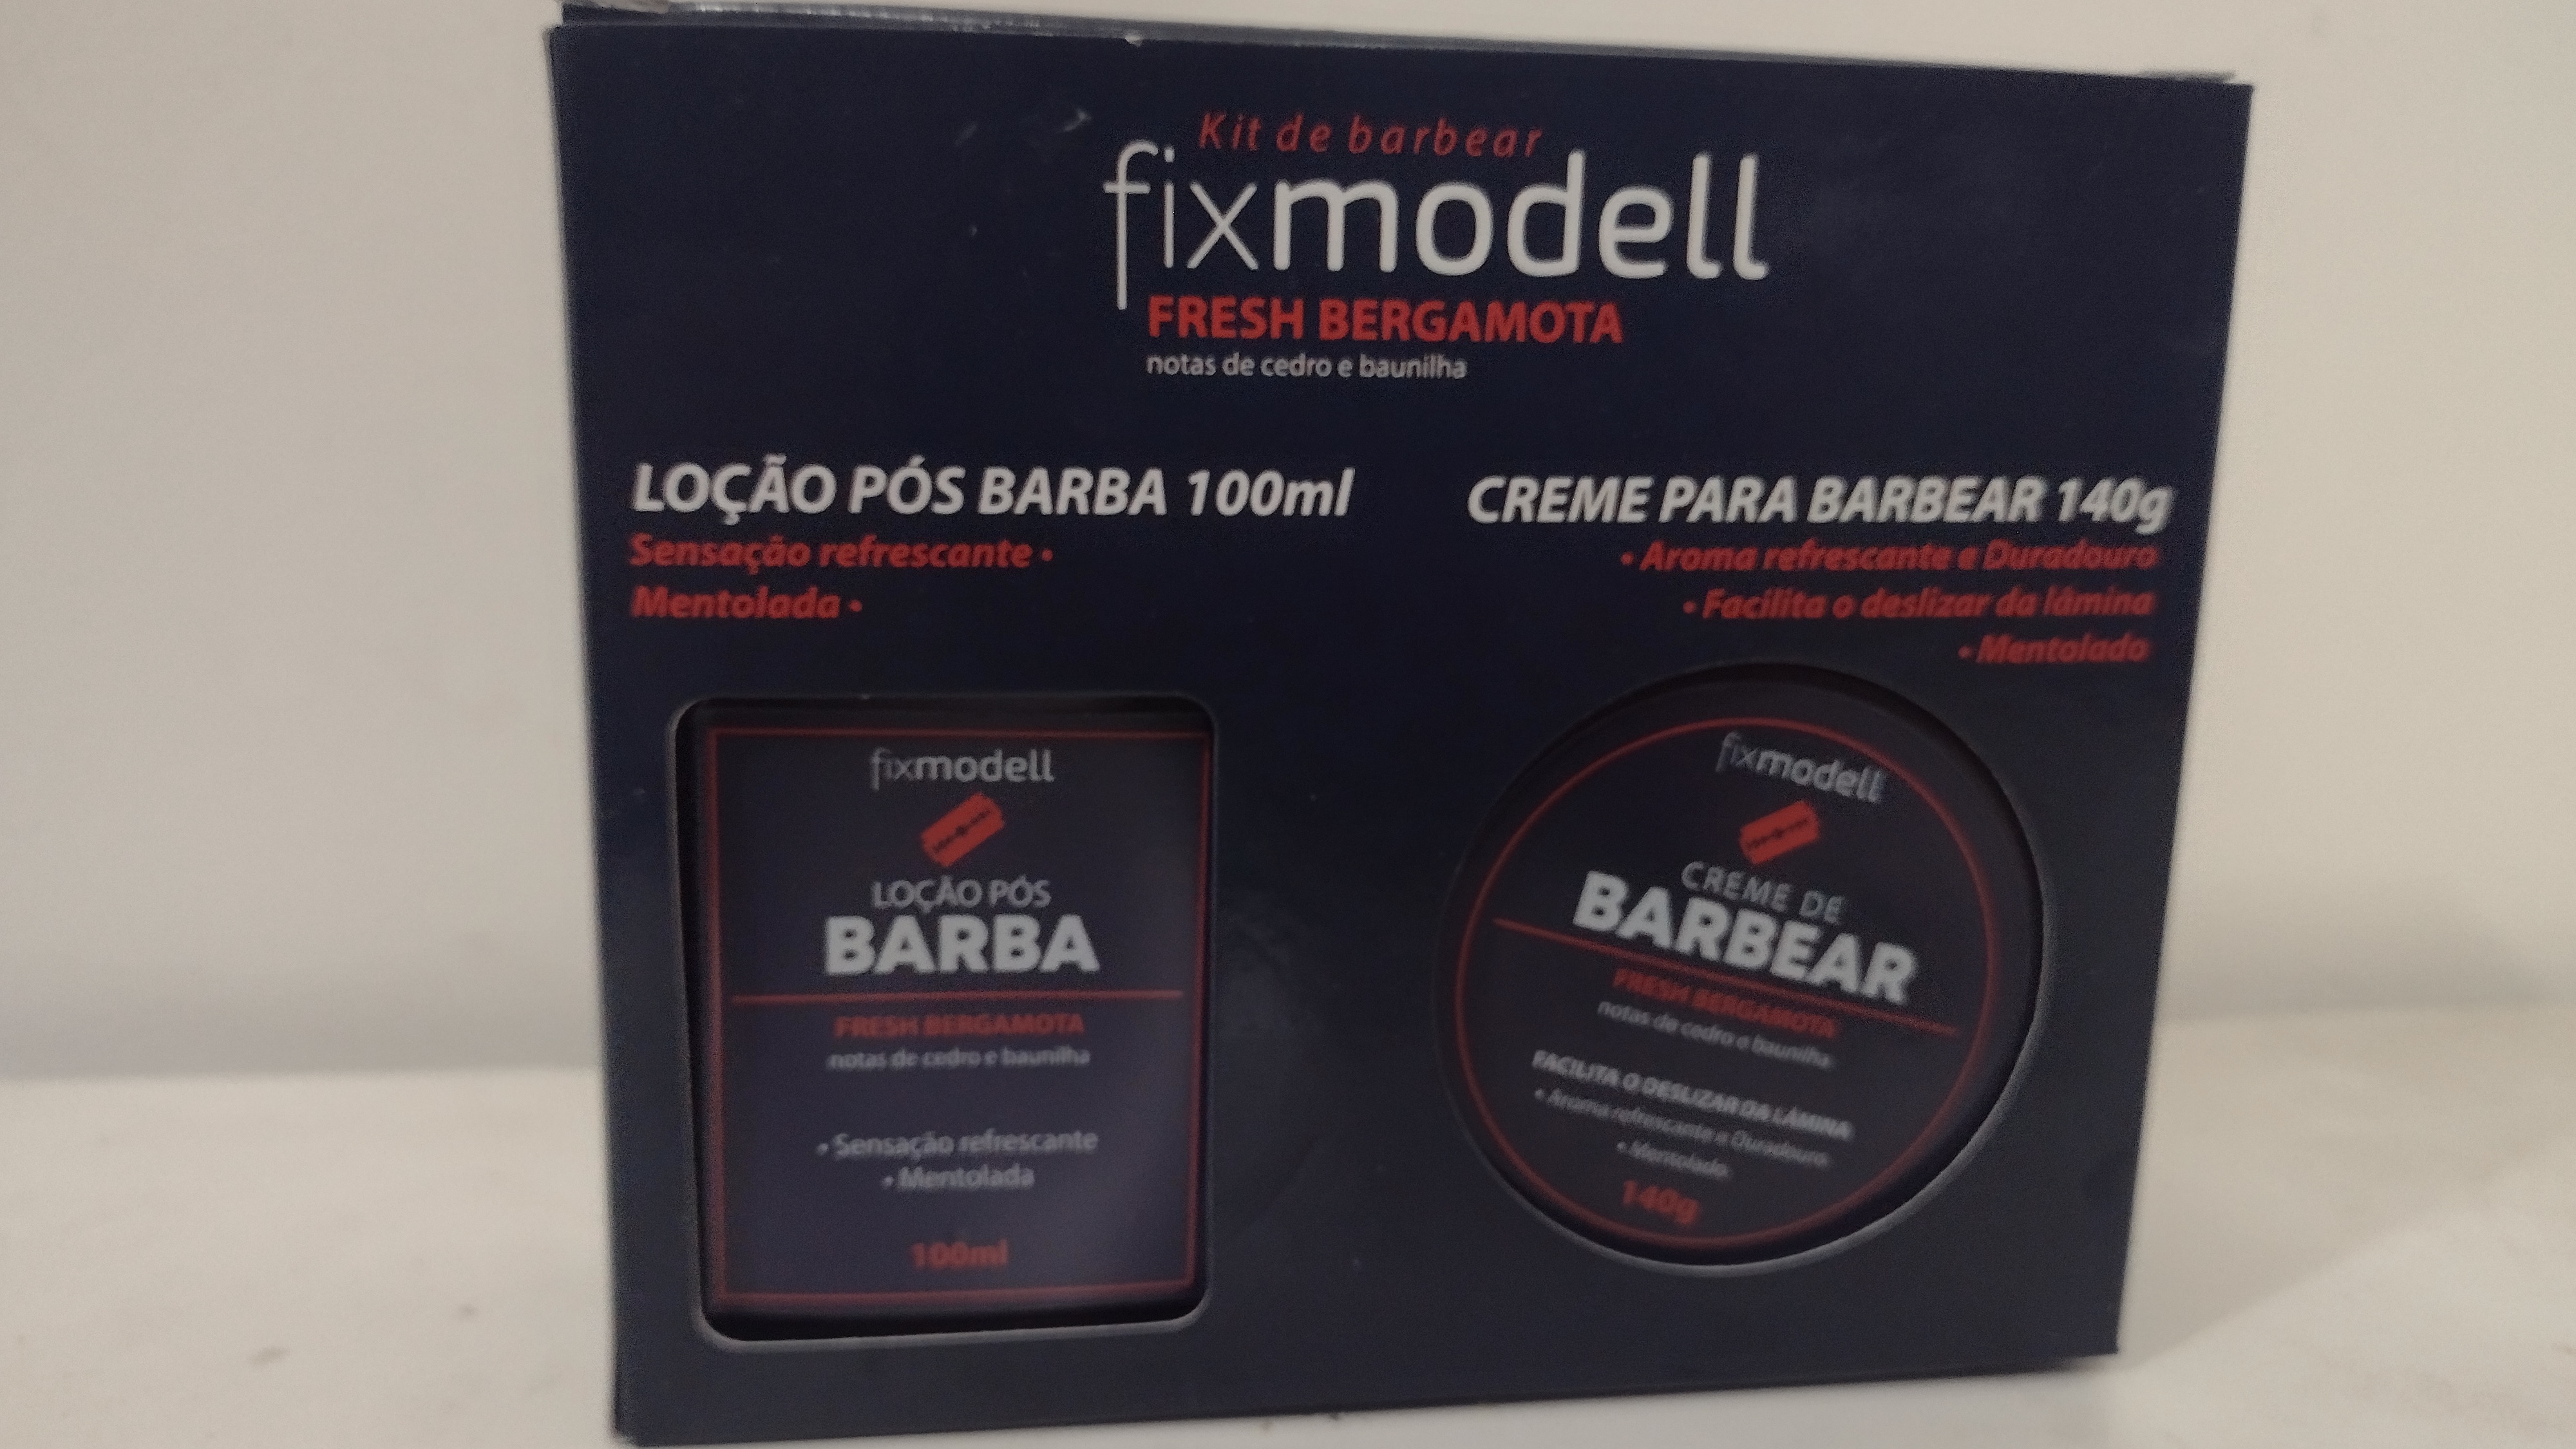 Kit de barbear
fixmodell
FRESH BERGAMOTA
notas de cedro e baunilha
LOÇÃO PÓS BARBA 100ml
Sensação refrescante •
Mentolada •
CREME PARA BARBEAR 140g
• Aroma refrescante e Duradouro
• Facilita o deslizar da lâmina
• Mentolado
fixmodell
LOÇÃO PÓS
BARBA
FRESH BERGAMOTA
notas de cedro e baunilha
• Sensação refrescante
• Mentolada
100ml
fixmodell
CREME DE
BARBEAR
FRESH BERGAMOTA
notas de cedro e baunilha
FACILITA O DESLIZAR DA LÂMINA
• Aroma refrescante e Duradouro
• Mentolado
140g